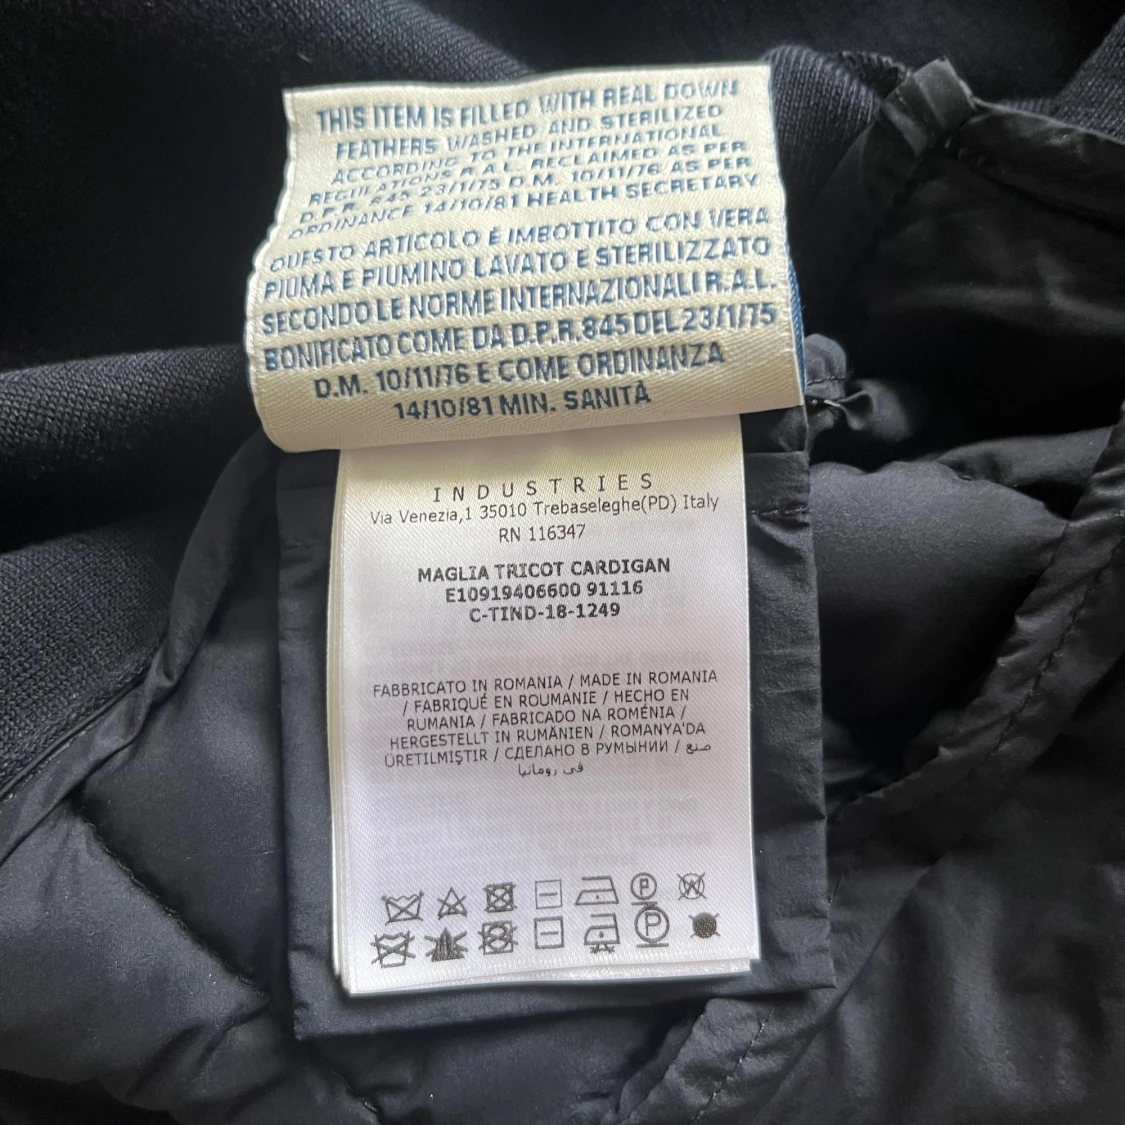 THIS ITEM IS FILLED WITH REAL DOWN
FEATHERS WASHED AND STERILIZED
ACCORDING TO THE INTERNATIONAL
REGULATIONS R.A.L. RECLAIMED AS PER
D.P.R. 845 23/1/75 D.M. 10/11/76 AS PER
ORDINANCE 14/10/81 HEALTH SECRETARY
QUESTO ARTICOLO É IMBOTTITO CON VERA
PIUMA E PIUMINO LAVATO E STERILIZZATO
SECONDO LE NORME INTERNAZIONALI R.A.L.
BONIFICATO COME DA D.P.R. 845 DEL 23/1/75
D.M. 10/11/76 E COME ORDINANZA
14/10/81 MIN. SANITÀ
INDUSTRIES
Via Venezia,1 35010 Trebaseleghe(PD) Italy
RN 116347
MAGLIA TRICOT CARDIGAN
E10919406600 91116
C-TIND-18-1249
FABBRICATO IN ROMANIA / MADE IN ROMANIA
/ FABRIQUÉ EN ROUMANIE / HECHO EN
RUMANIA / FABRICADO NA ROMÉNIA /
HERGESTELLT IN RUMÄNIEN / ROMANYA'DA
ÜRETILMIŞTIR / СДЕЛАНО В РУМЫНИИ / صنع
في رومانيا
P
P